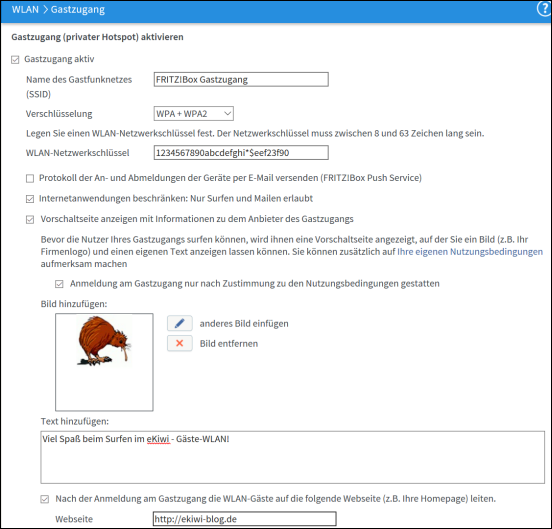 WLAN > Gastzugang
Gastzugang (privater Hotspot) aktivieren
Gastzugang aktiv
Name des Gastfunknetzes
(SSID)
FRITZ!Box Gastzugang
Verschlüsselung
WPA + WPA2
Legen Sie einen WLAN-Netzwerkschlüssel fest. Der Netzwerkschlüssel muss zwischen 8 und 63 Zeichen lang sein.
WLAN-Netzwerkschlüssel
1234567890abcdefghi*$eef23f90
Protokoll der An- und Abmeldungen der Geräte per E-Mail versenden (FRITZ!Box Push Service)
Internetanwendungen beschränken: Nur Surfen und Mailen erlaubt
Vorschaltseite anzeigen mit Informationen zu dem Anbieter des Gastzugangs
Bevor die Nutzer Ihres Gastzugangs surfen können, wird ihnen eine Vorschaltseite angezeigt, auf der Sie ein Bild (z.B. Ihr
Firmenlogo) und einen eigenen Text anzeigen lassen können. Sie können zusätzlich auf Ihre eigenen Nutzungsbedingungen
aufmerksam machen
Anmeldung am Gastzugang nur nach Zustimmung zu den Nutzungsbedingungen gestatten
Bild hinzufügen:
anderes Bild einfügen
Bild entfernen
Text hinzufügen:
Viel Spaß beim Surfen im eKiwi - Gäste-WLAN!
Nach der Anmeldung am Gastzugang die WLAN-Gäste auf die folgende Webseite (z.B. Ihre Homepage) leiten.
Webseite
http://ekiwi-blog.de